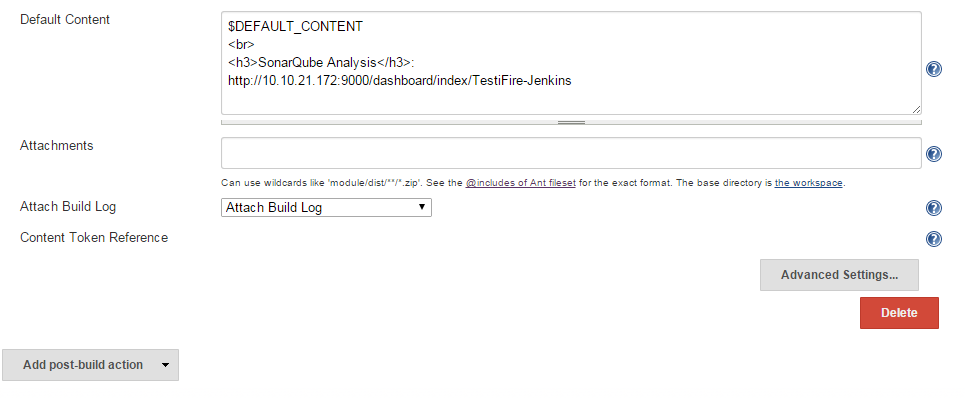 Default Content
$DEFAULT_CONTENT
<br>
<h3>SonarQube Analysis</h3>:
http://10.10.21.172:9000/dashboard/index/TestiFire-Jenkins
Attachments
Can use wildcards like 'module/dist/**/*.zip'. See the @includes of Ant fileset for the exact format. The base directory is the workspace.
Attach Build Log
Attach Build Log
Content Token Reference
Advanced Settings...
Delete
Add post-build action